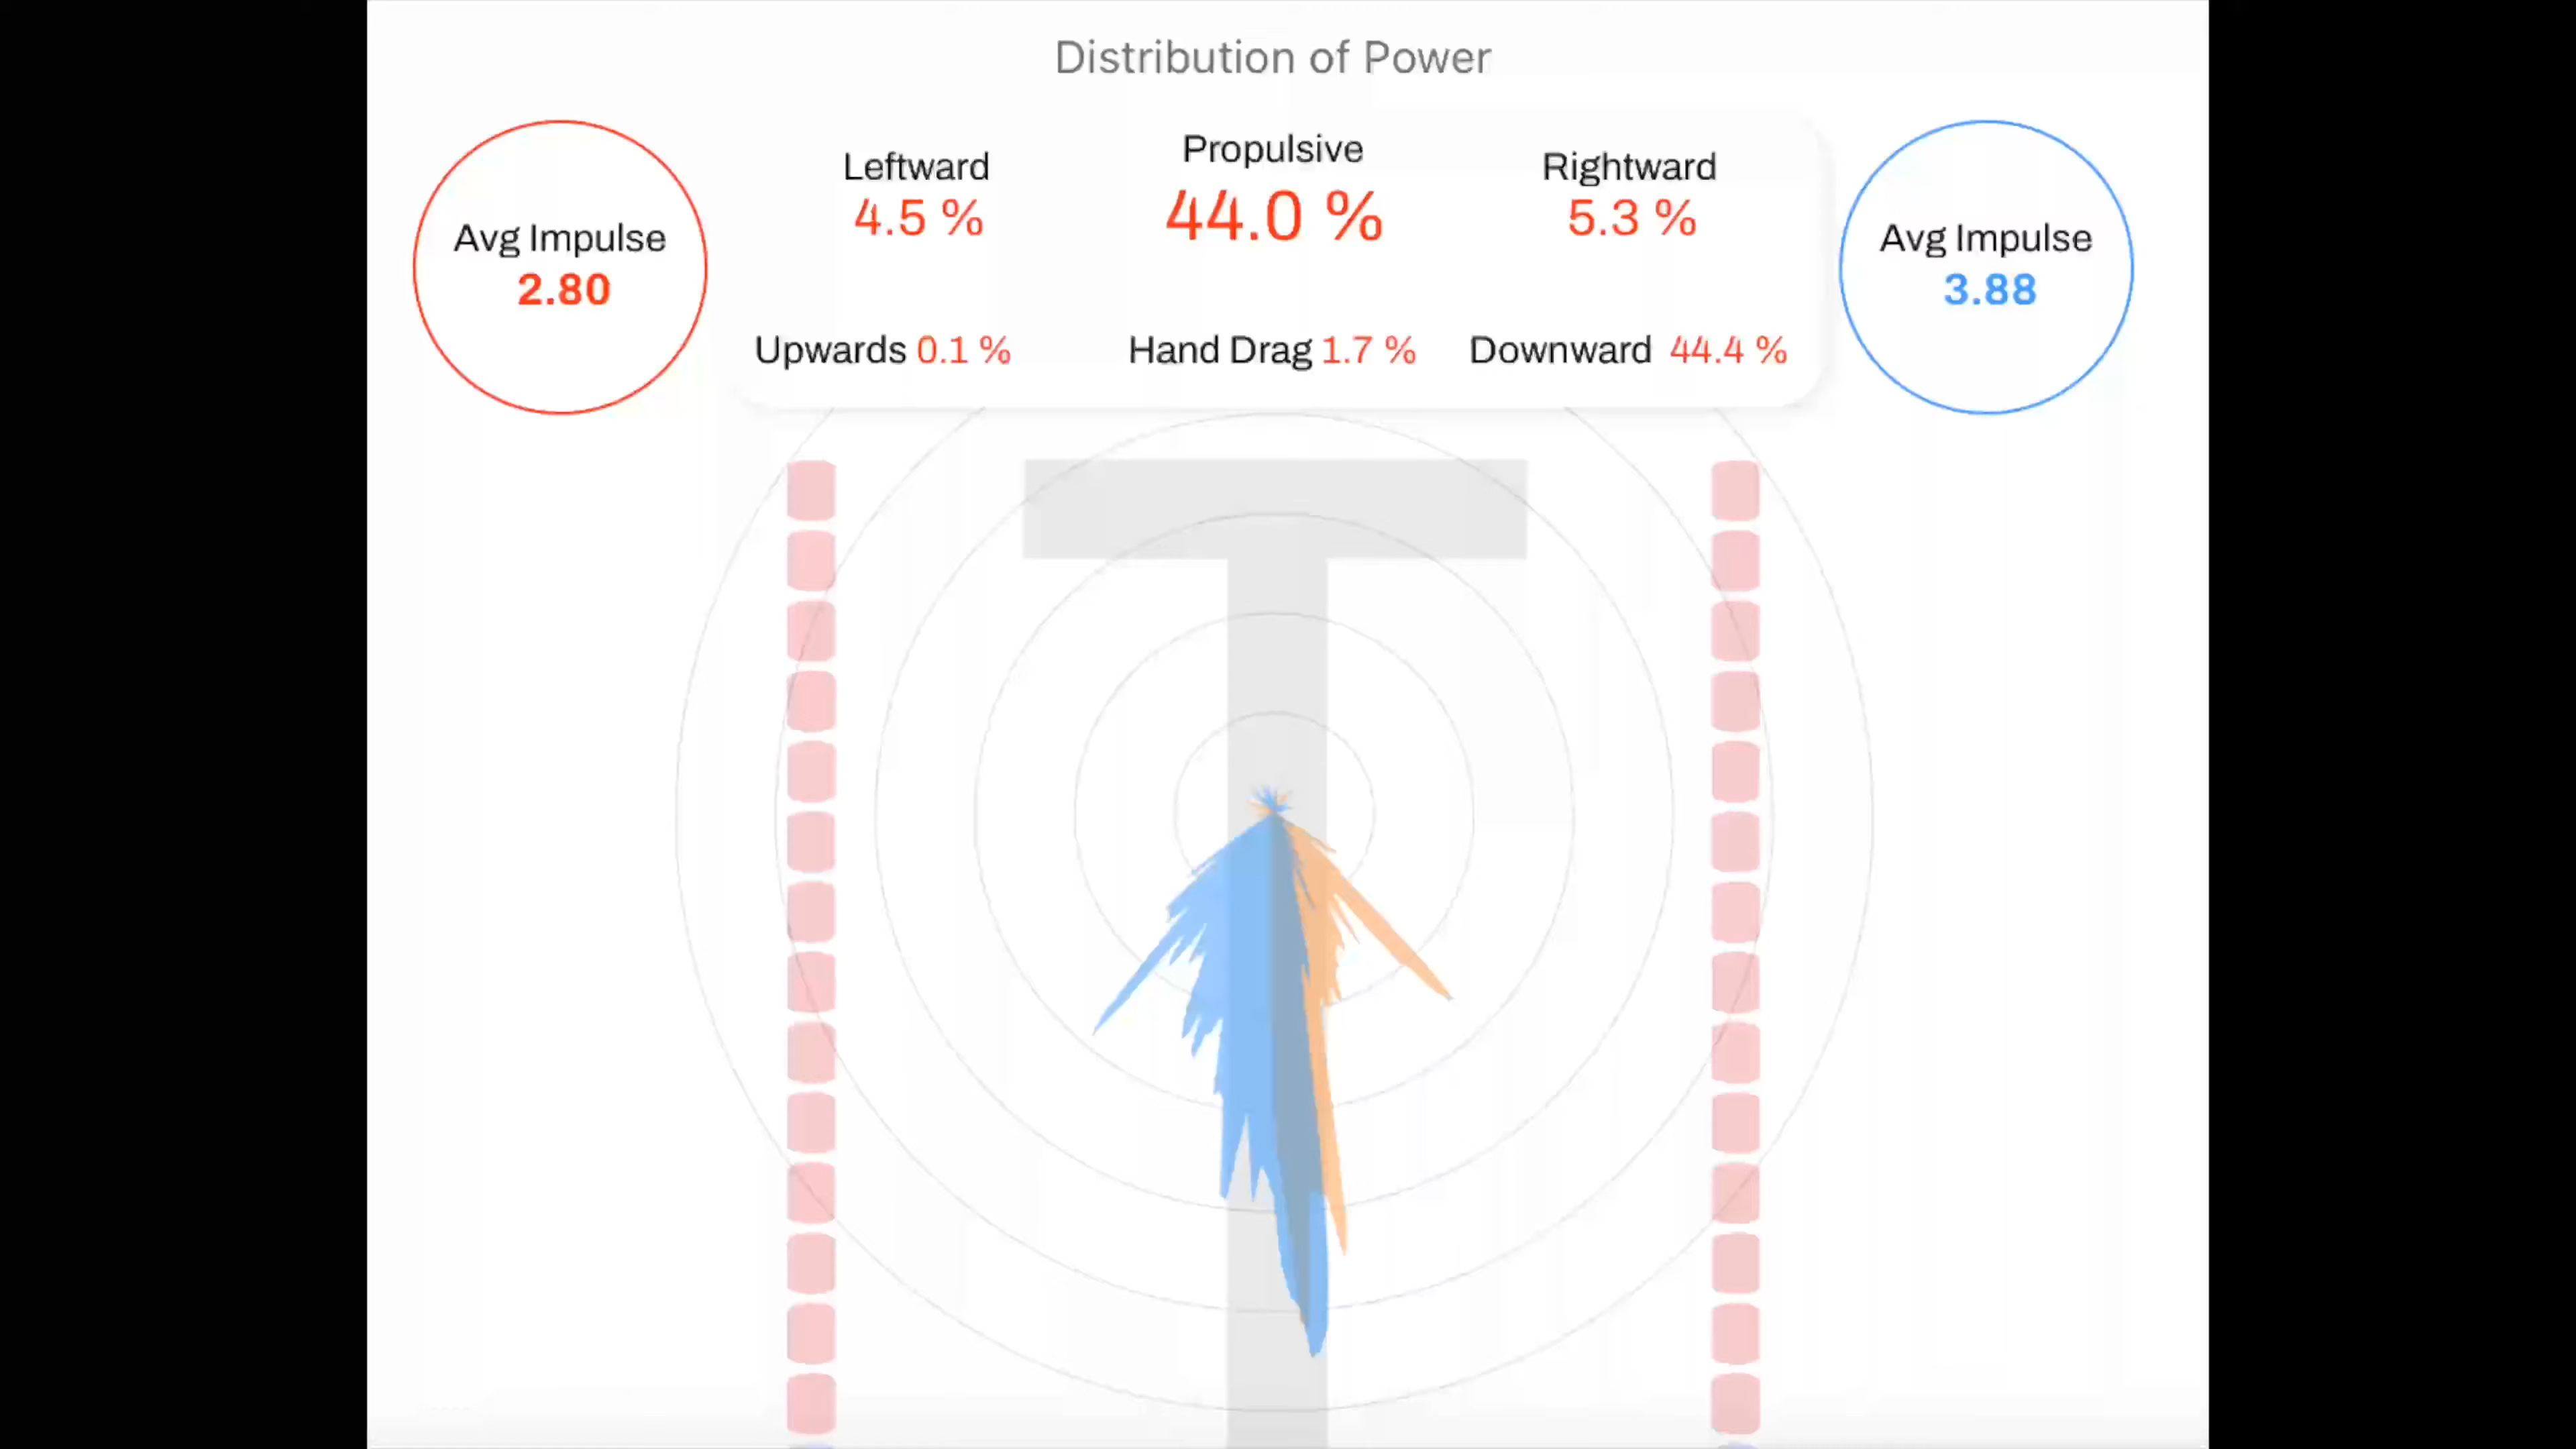 Distribution of Power
Avg Impulse
2.80
Leftward
4.5 %
Propulsive
44.0 %
Rightward
5.3 %
Avg Impulse
3.88
Upwards 0.1 %
Hand Drag 1.7 %
Downward 44.4 %